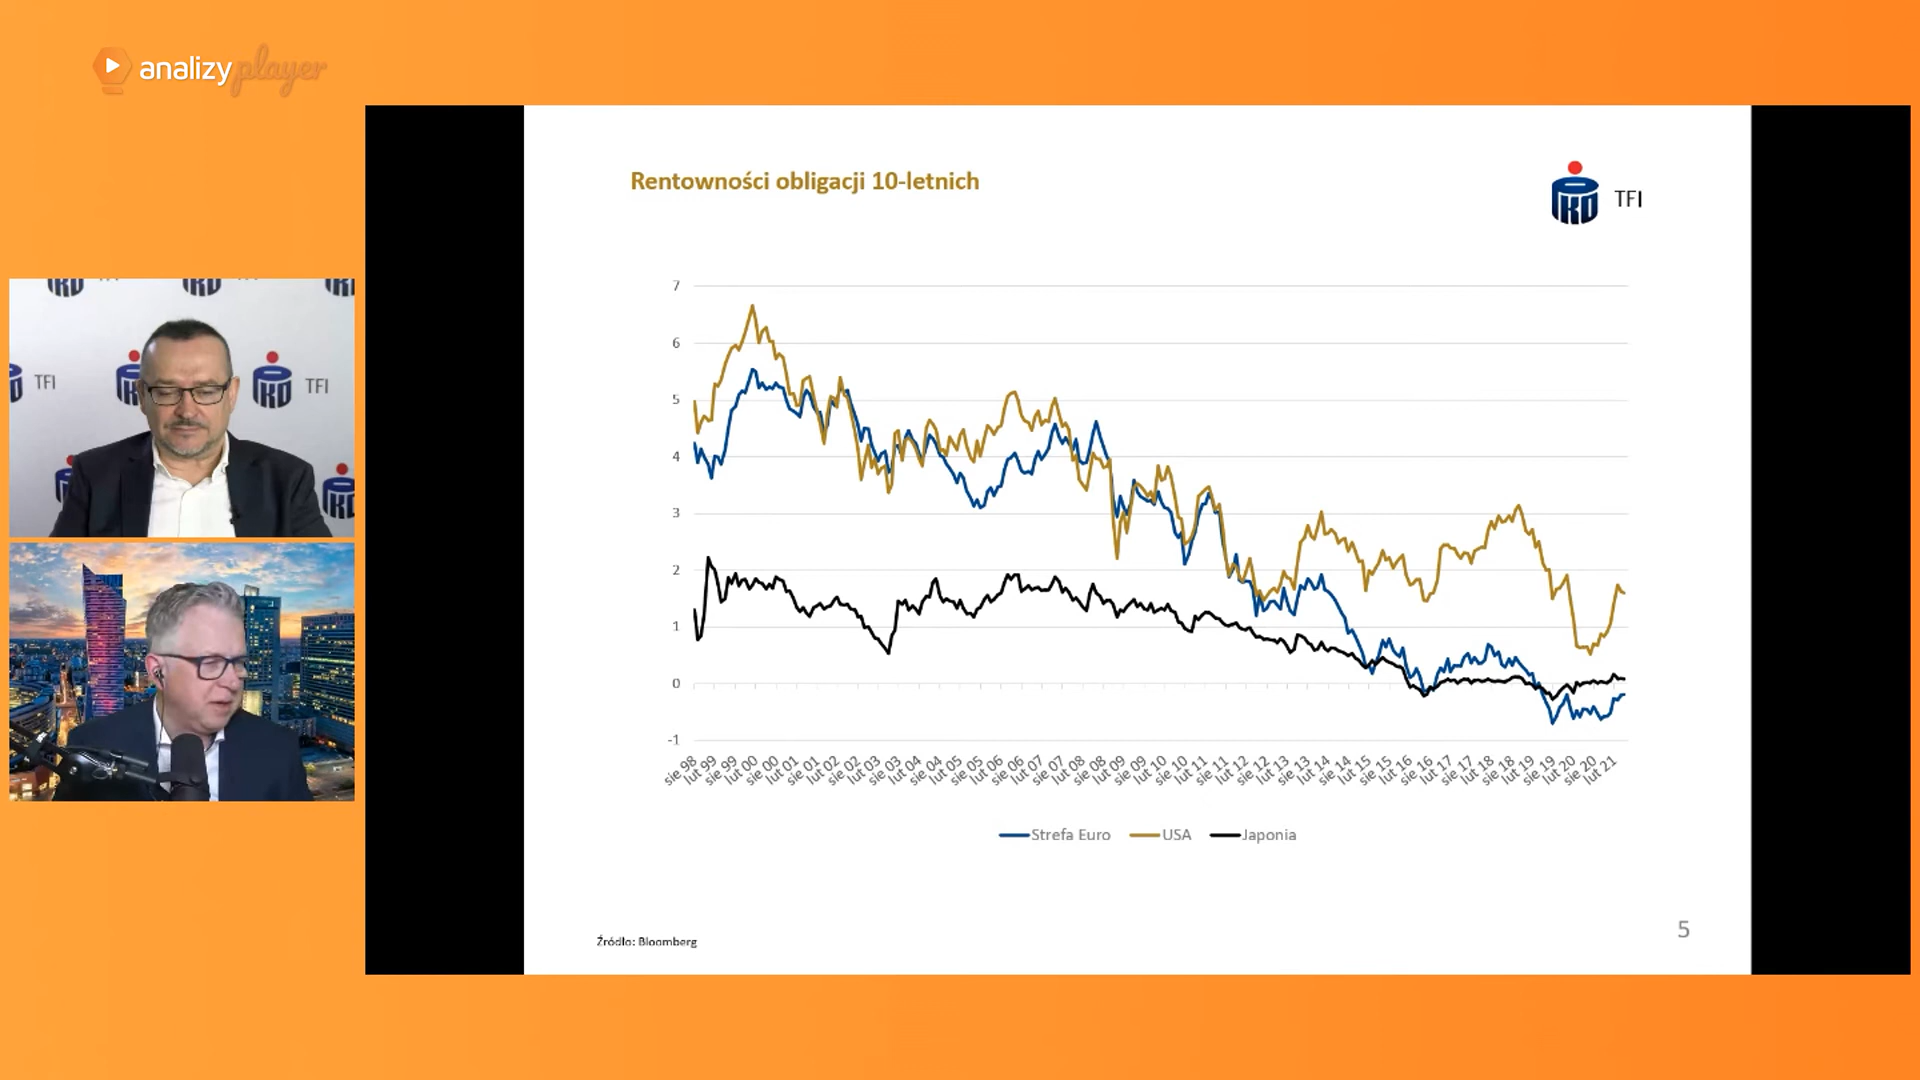 analizy player
Rentowności obligacji 10-letnich
PKO TFI
7
6
5
4
3
2
1
0
-1
sie 98
lut 99
sie 99
lut 00
sie 00
lut 01
sie 01
lut 02
sie 02
lut 03
sie 03
lut 04
sie 04
lut 05
sie 05
lut 06
sie 06
lut 07
sie 07
lut 08
sie 08
lut 09
sie 09
lut 10
sie 10
lut 11
sie 11
lut 12
sie 12
lut 13
sie 13
lut 14
sie 14
lut 15
sie 15
lut 16
sie 16
lut 17
sie 17
lut 18
sie 18
lut 19
sie 19
lut 20
sie 20
lut 21
Strefa Euro USA Japonia
Źródło: Bloomberg
5
TFI
PKO TFI